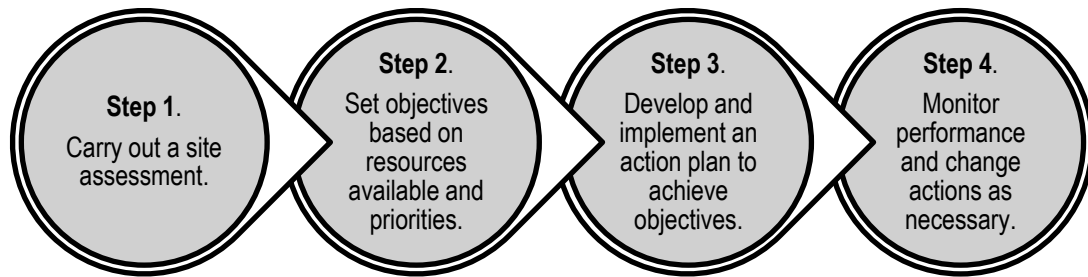 Step 1.
Carry out a site
assessment.
Step 2.
Set objectives
based on
resources
available and
priorities.
Step 3.
Develop and
implement an
action plan to
achieve
objectives.
Step 4.
Monitor
performance
and change
actions as
necessary.